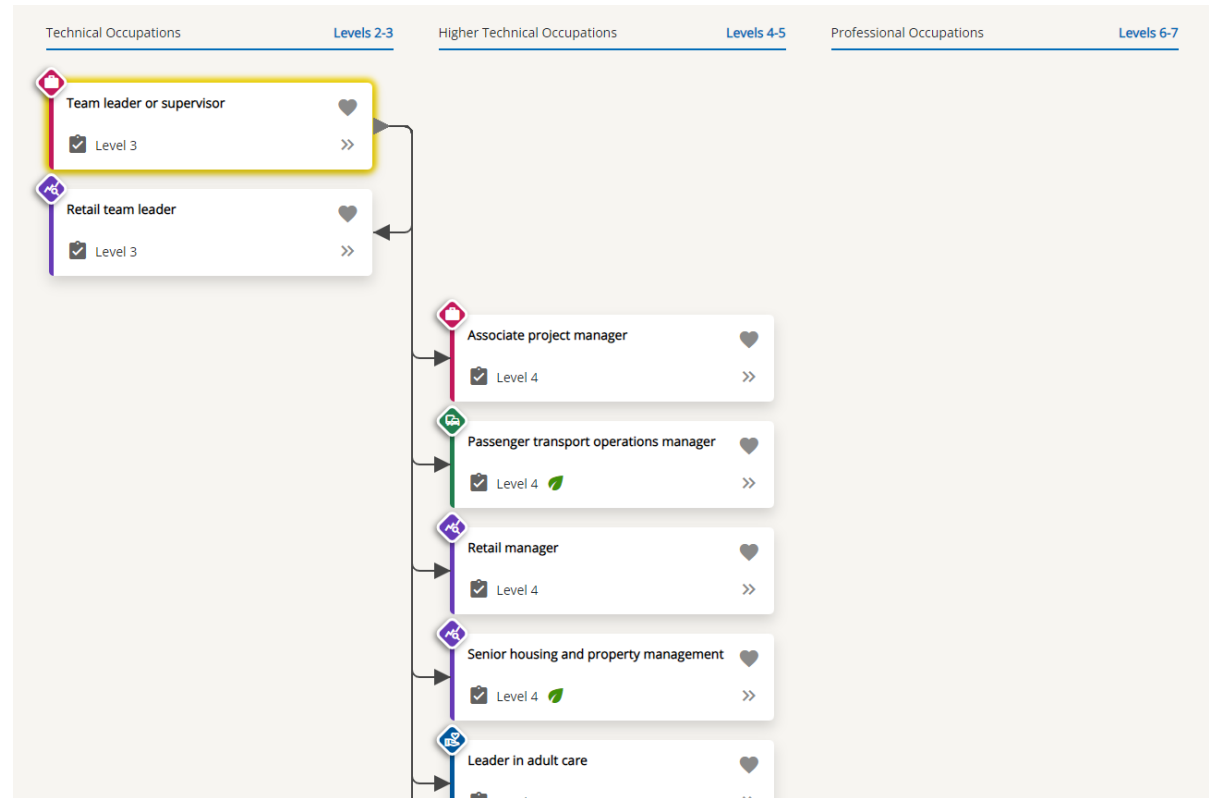 Technical Occupations Levels 2-3
Higher Technical Occupations Levels 4-5
Professional Occupations Levels 6-7
Team leader or supervisor
Level 3
Retail team leader
Level 3
Associate project manager
Level 4
Passenger transport operations manager
Level 4
Retail manager
Level 4
Senior housing and property management
Level 4
Leader in adult care